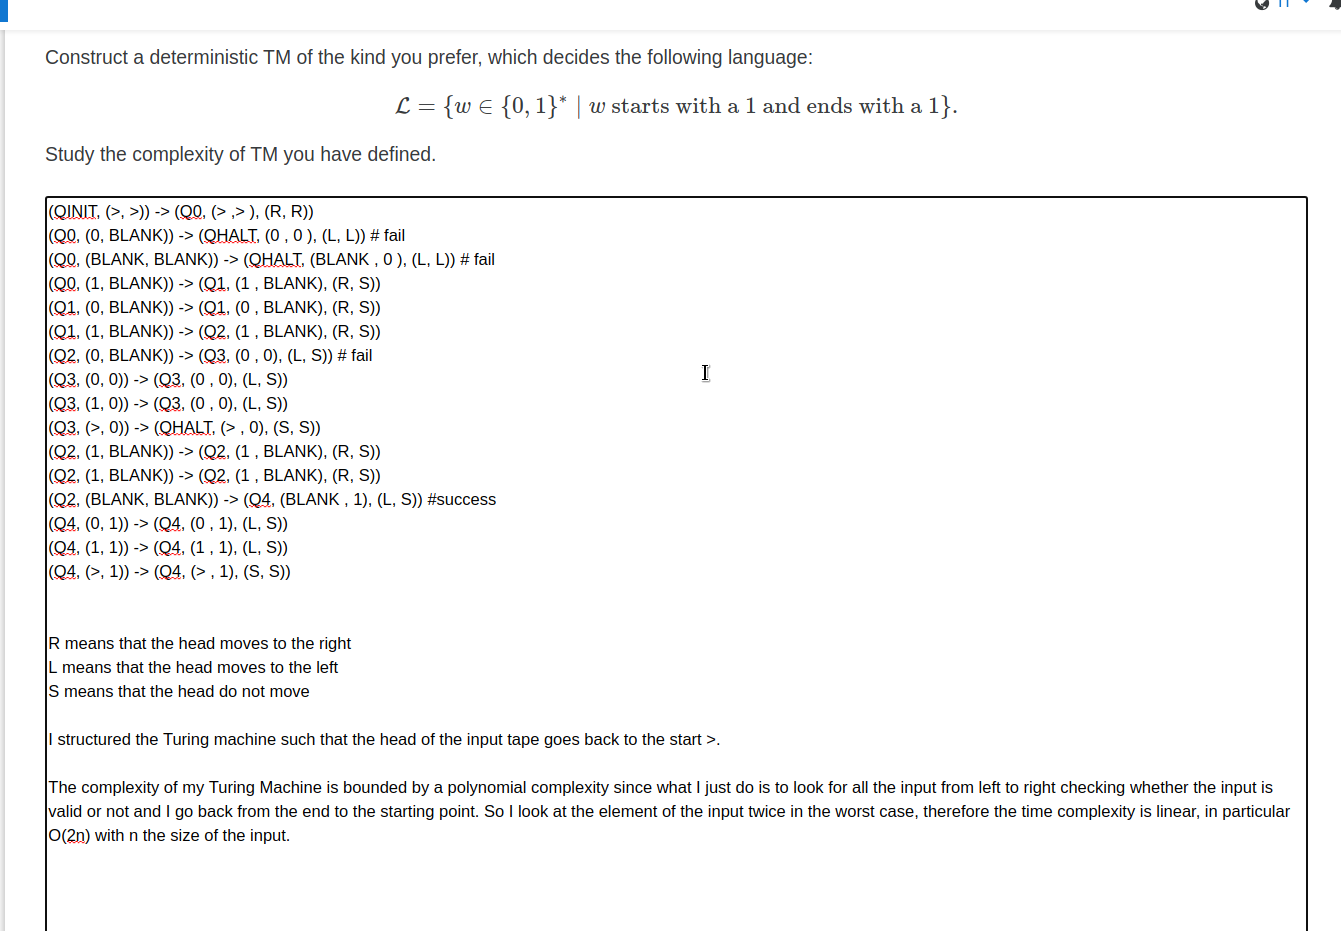 Construct a deterministic TM of the kind you prefer, which decides the following language:
ℒ = {w ∈ {0, 1}* | w starts with a 1 and ends with a 1}.
Study the complexity of TM you have defined.
(QINIT, (>, >)) -> (Q0, (> ,> ), (R, R))
(Q0, (0, BLANK)) -> (QHALT, (0 , 0 ), (L, L)) # fail
(Q0, (BLANK, BLANK)) -> (QHALT, (BLANK , 0 ), (L, L)) # fail
(Q0, (1, BLANK)) -> (Q1, (1 , BLANK), (R, S))
(Q1, (0, BLANK)) -> (Q1, (0 , BLANK), (R, S))
(Q1, (1, BLANK)) -> (Q2, (1 , BLANK), (R, S))
(Q2, (0, BLANK)) -> (Q3, (0 , 0), (L, S)) # fail
(Q3, (0, 0)) -> (Q3, (0 , 0), (L, S))
(Q3, (1, 0)) -> (Q3, (0 , 0), (L, S))
(Q3, (>, 0)) -> (QHALT, (> , 0), (S, S))
(Q2, (1, BLANK)) -> (Q2, (1 , BLANK), (R, S))
(Q2, (1, BLANK)) -> (Q2, (1 , BLANK), (R, S))
(Q2, (BLANK, BLANK)) -> (Q4, (BLANK , 1), (L, S)) #success
(Q4, (0, 1)) -> (Q4, (0 , 1), (L, S))
(Q4, (1, 1)) -> (Q4, (1 , 1), (L, S))
(Q4, (>, 1)) -> (Q4, (> , 1), (S, S))
R means that the head moves to the right
L means that the head moves to the left
S means that the head do not move
I structured the Turing machine such that the head of the input tape goes back to the start >.
The complexity of my Turing Machine is bounded by a polynomial complexity since what I just do is to look for all the input from left to right checking whether the input is
valid or not and I go back from the end to the starting point. So I look at the element of the input twice in the worst case, therefore the time complexity is linear, in particular
O(2n) with n the size of the input.